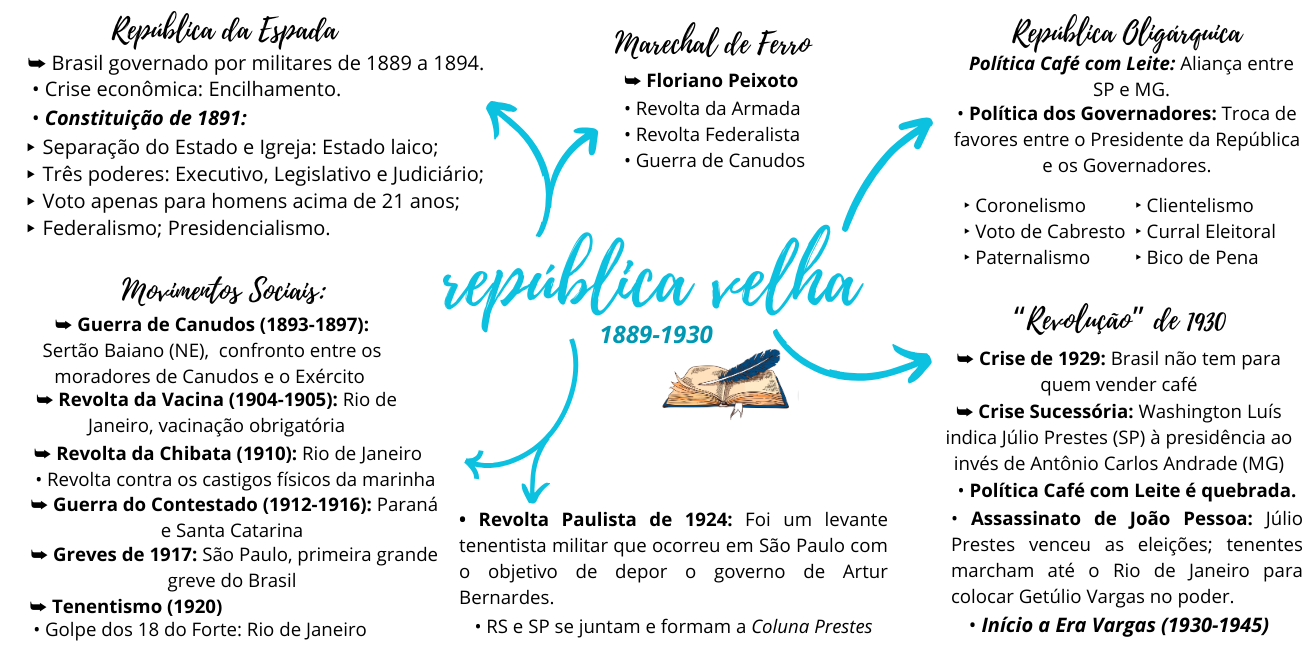 República da Espada
➥ Brasil governado por militares de 1889 a 1894.
• Crise econômica: Encilhamento.
• Constituição de 1891:
‣ Separação do Estado e Igreja: Estado laico;
‣ Três poderes: Executivo, Legislativo e Judiciário;
‣ Voto apenas para homens acima de 21 anos;
‣ Federalismo; Presidencialismo.
Marechal de Ferro
➥ Floriano Peixoto
• Revolta da Armada
• Revolta Federalista
• Guerra de Canudos
República Oligárquica
Política Café com Leite: Aliança entre
SP e MG.
• Política dos Governadores: Troca de
favores entre o Presidente da República
e os Governadores.
‣ Coronelismo
‣ Voto de Cabresto
‣ Paternalismo
‣ Clientelismo
‣ Curral Eleitoral
‣ Bico de Pena
república velha
1889-1930
Movimentos Sociais:
➥ Guerra de Canudos (1893-1897):
Sertão Baiano (NE), confronto entre os
moradores de Canudos e o Exército
➥ Revolta da Vacina (1904-1905): Rio de
Janeiro, vacinação obrigatória
➥ Revolta da Chibata (1910): Rio de Janeiro
• Revolta contra os castigos físicos da marinha
➥ Guerra do Contestado (1912-1916): Paraná
e Santa Catarina
➥ Greves de 1917: São Paulo, primeira grande
greve do Brasil
➥ Tenentismo (1920)
• Golpe dos 18 do Forte: Rio de Janeiro
• Revolta Paulista de 1924: Foi um levante
tenentista militar que ocorreu em São Paulo com
o objetivo de depor o governo de Artur
Bernardes.
• RS e SP se juntam e formam a Coluna Prestes
“Revolução” de 1930
➥ Crise de 1929: Brasil não tem para
quem vender café
➥ Crise Sucessória: Washington Luís
indica Júlio Prestes (SP) à presidência ao
invés de Antônio Carlos Andrade (MG)
• Política Café com Leite é quebrada.
• Assassinato de João Pessoa: Júlio
Prestes venceu as eleições; tenentes
marcham até o Rio de Janeiro para
colocar Getúlio Vargas no poder.
• Início a Era Vargas (1930-1945)